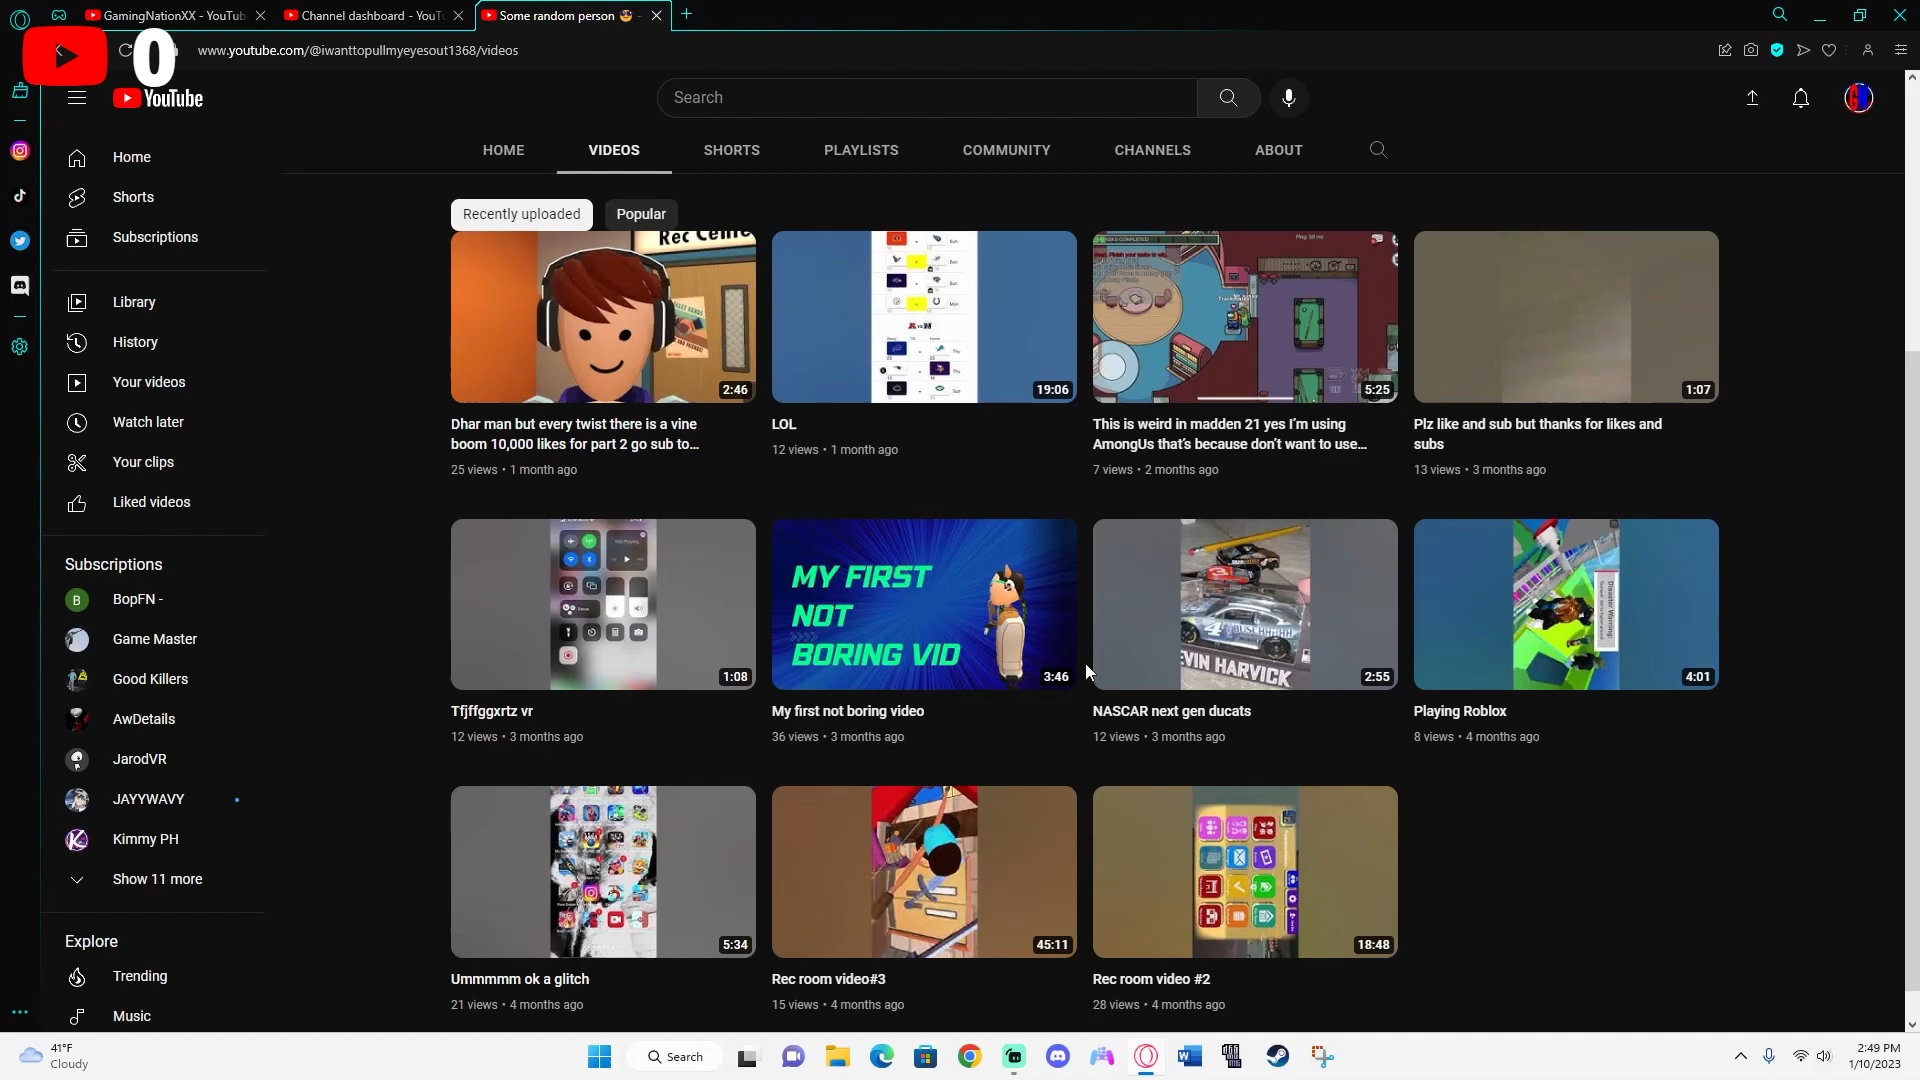 GamingNationXX - YouTub
Channel dashboard - YouTu
Some random person 😎 -
www.youtube.com/@iwanttopullmyeyesout1368/videos
0
YouTube
Search
HOME
VIDEOS
SHORTS
PLAYLISTS
COMMUNITY
CHANNELS
ABOUT
Home
Shorts
Subscriptions
Library
History
Your videos
Watch later
Your clips
Liked videos
Subscriptions
B
BopFN -
Game Master
Good Killers
AwDetails
JarodVR
JAYYWAVY
Kimmy PH
Show 11 more
Explore
Trending
Music
Recently uploaded
Popular
Rec Cente
2:46
Dhar man but every twist there is a vine
boom 10,000 likes for part 2 go sub to...
25 views • 1 month ago
19:06
LOL
12 views • 1 month ago
5:25
This is weird in madden 21 yes I'm using
AmongUs that's because don't want to use...
7 views • 2 months ago
1:07
Plz like and sub but thanks for likes and
subs
13 views • 3 months ago
1:08
Tfjffggxrtz vr
12 views • 3 months ago
MY FIRST
NOT
BORING VID
3:46
My first not boring video
36 views • 3 months ago
4
BUSCHHHHH
EVIN HARVICK
2:55
NASCAR next gen ducats
12 views • 3 months ago
Disaster Warning:
4:01
Playing Roblox
8 views • 4 months ago
5:34
Ummmmm ok a glitch
21 views • 4 months ago
45:11
Rec room video#3
15 views • 4 months ago
18:48
Rec room video #2
28 views • 4 months ago
41°F
Cloudy
Search
2:49 PM
1/10/2023